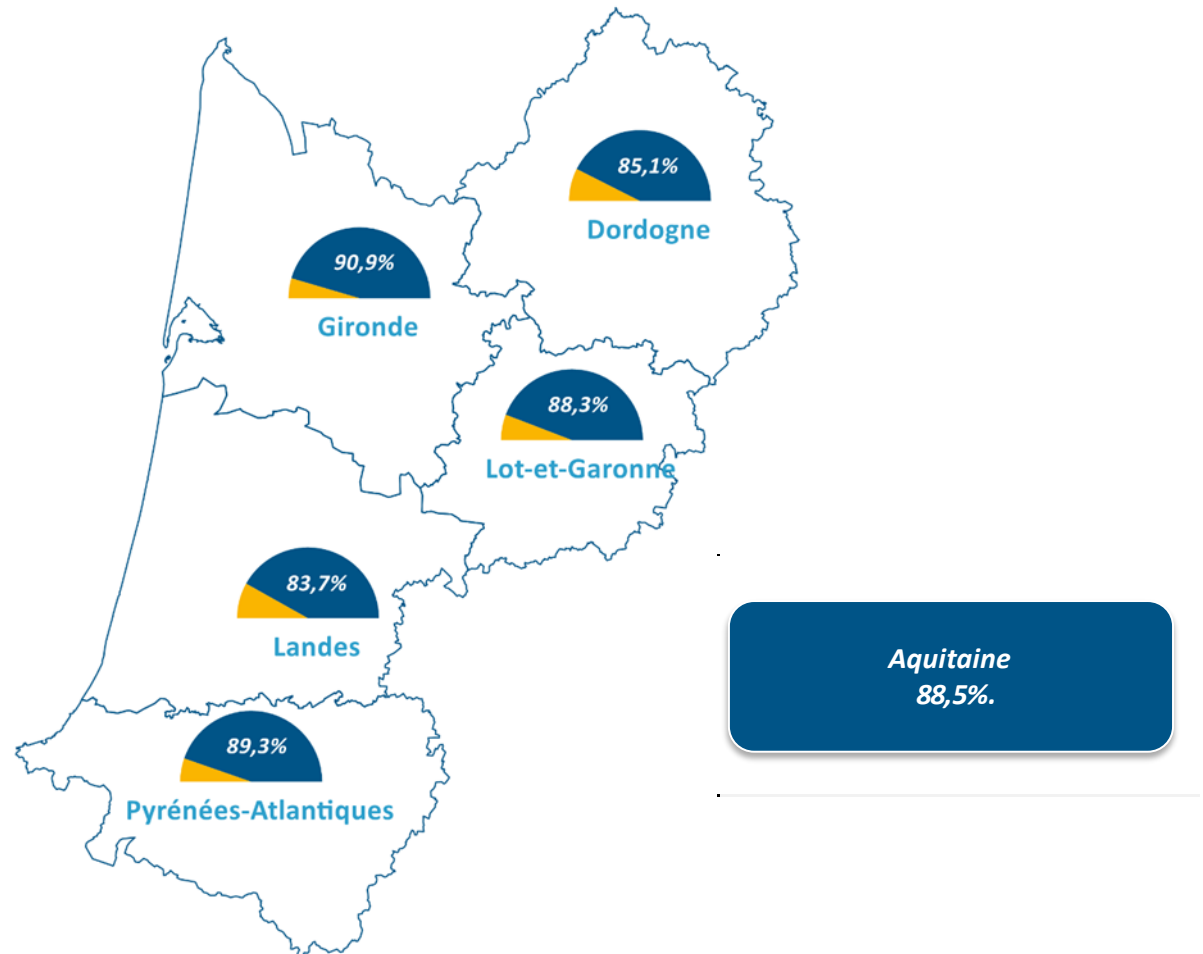 85,1%
Dordogne
90,9%
Gironde
88,3%
Lot-et-Garonne
83,7%
Landes
Aquitaine
88,5%.
89,3%
Pyrénées-Atlantiques